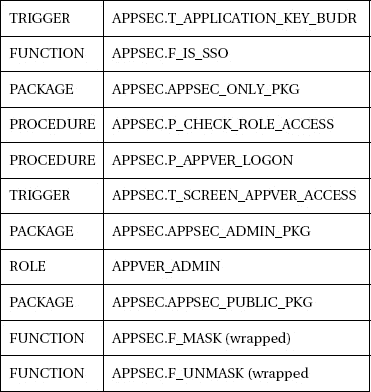 TRIGGER APPSEC.T_APPLICATION_KEY_BUDR
FUNCTION APPSEC.F_IS_SSO
PACKAGE APPSEC.APPSEC_ONLY_PKG
PROCEDURE APPSEC.P_CHECK_ROLE_ACCESS
PROCEDURE APPSEC.P_APPVER_LOGON
TRIGGER APPSEC.T_SCREEN_APPVER_ACCESS
PACKAGE APPSEC.APPSEC_ADMIN_PKG
ROLE APPVER_ADMIN
PACKAGE APPSEC.APPSEC_PUBLIC_PKG
FUNCTION APPSEC.F_MASK (wrapped)
FUNCTION APPSEC.F_UNMASK (wrapped